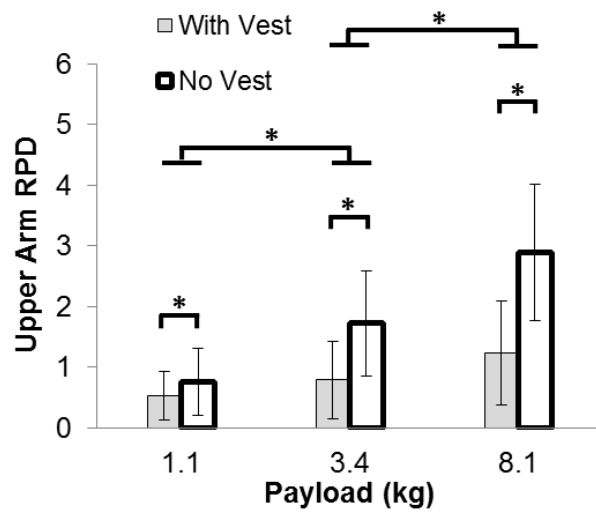 With Vest
*
6
No Vest
5
*
*
4
Upper Arm RPD
*
3
2
*
1
0
1.1 3.4 8.1
Payload (kg)